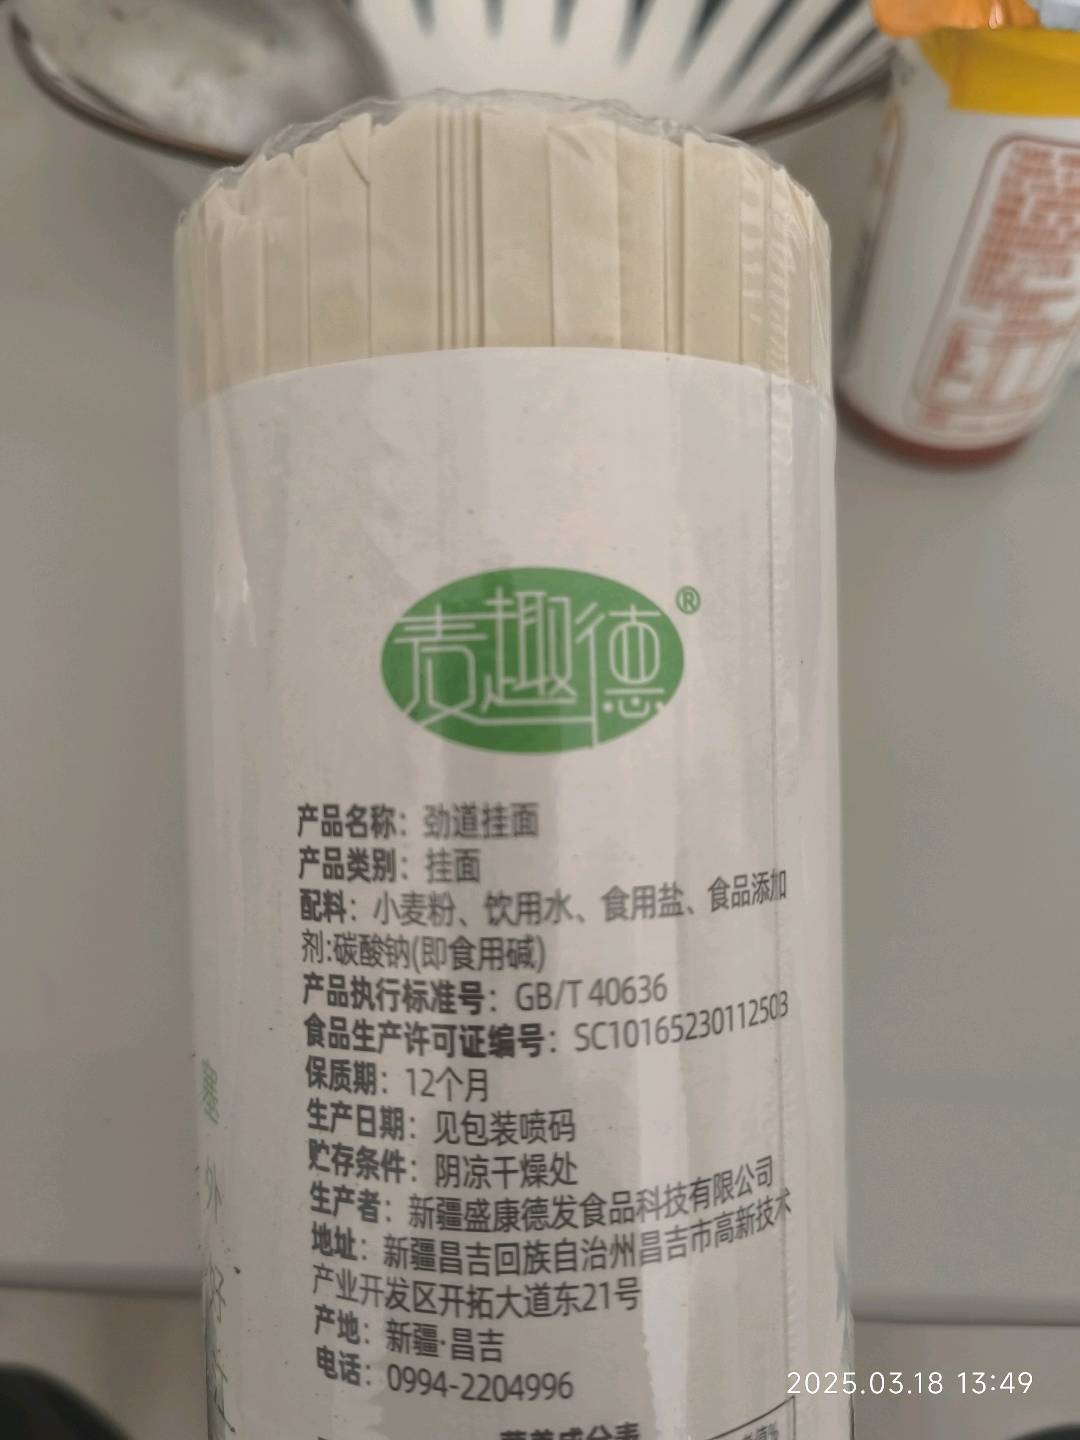 麦趣德®
产品名称：劲道挂面
产品类别：挂面
配料：小麦粉、饮用水、食用盐、食品添加
剂:碳酸钠(即食用碱)
产品执行标准号：GB/T 40636
食品生产许可证编号：SC10165230112503
保质期：12个月
生产日期：见包装喷码
贮存条件：阴凉干燥处
生产者：新疆盛康德发食品科技有限公司
地址：新疆昌吉回族自治州昌吉市高新技术
产业开发区开拓大道东21号
产地：新疆·昌吉
电话：0994-2204996
营养成分表
外
好
2025.03.18 13:49